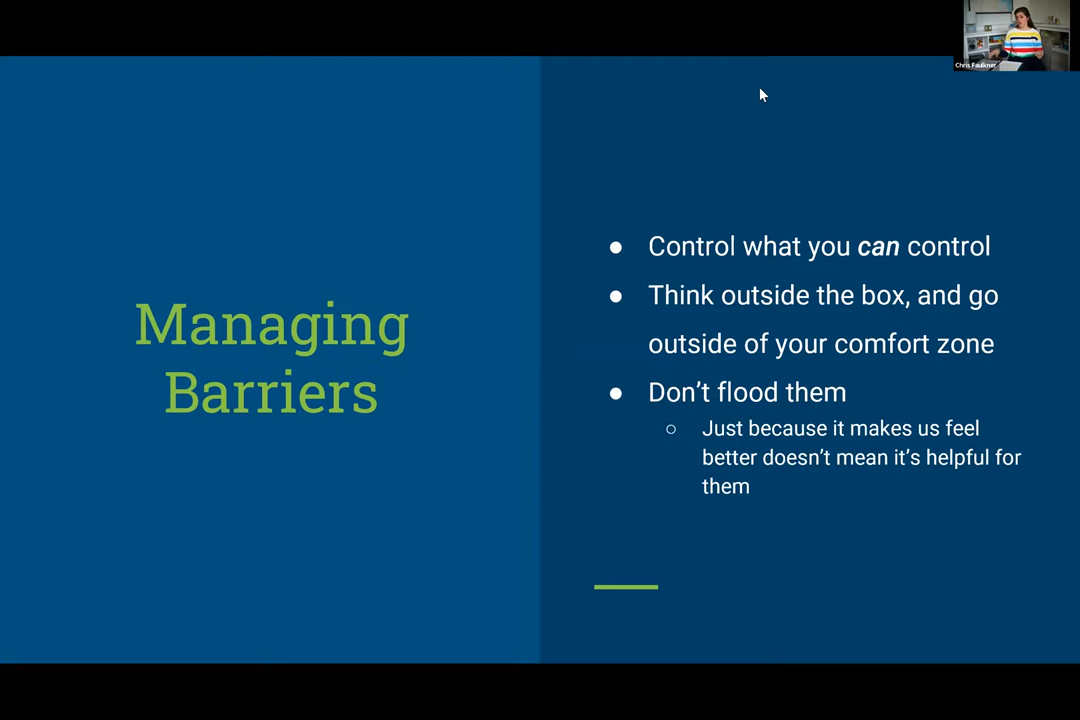 Chris Faulkner
Managing
Barriers
● Control what you can control
● Think outside the box, and go
outside of your comfort zone
● Don’t flood them
○ Just because it makes us feel
better doesn’t mean it’s helpful for
them